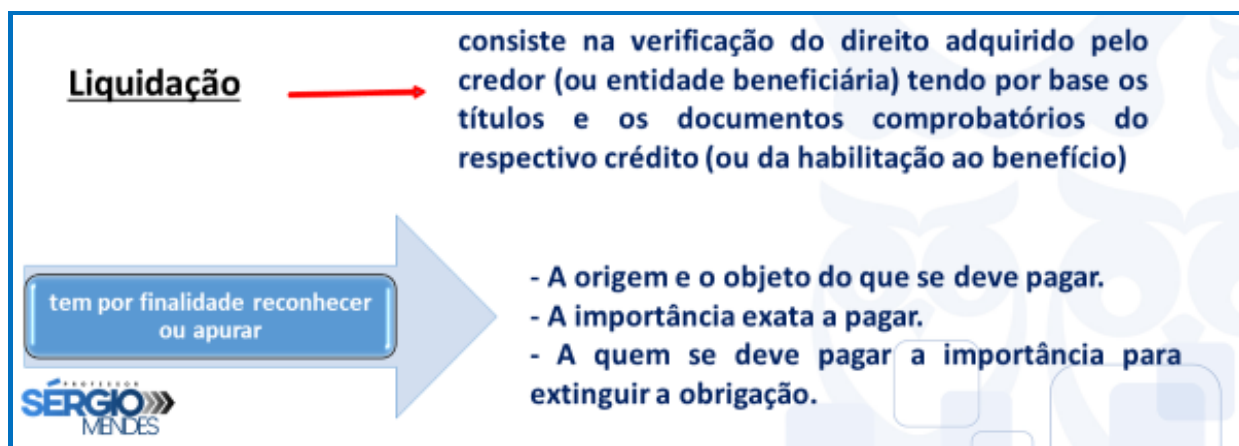 Liquidação
consiste na verificação do direito adquirido pelo
credor (ou entidade beneficiária) tendo por base os
títulos e os documentos comprobatórios do
respectivo crédito (ou da habilitação ao benefício)
tem por finalidade reconhecer
ou apurar
- A origem e o objeto do que se deve pagar.
- A importância exata a pagar.
- A quem se deve pagar a importância para
extinguir a obrigação.
PROFESSOR
SÉRGIO
MENDES